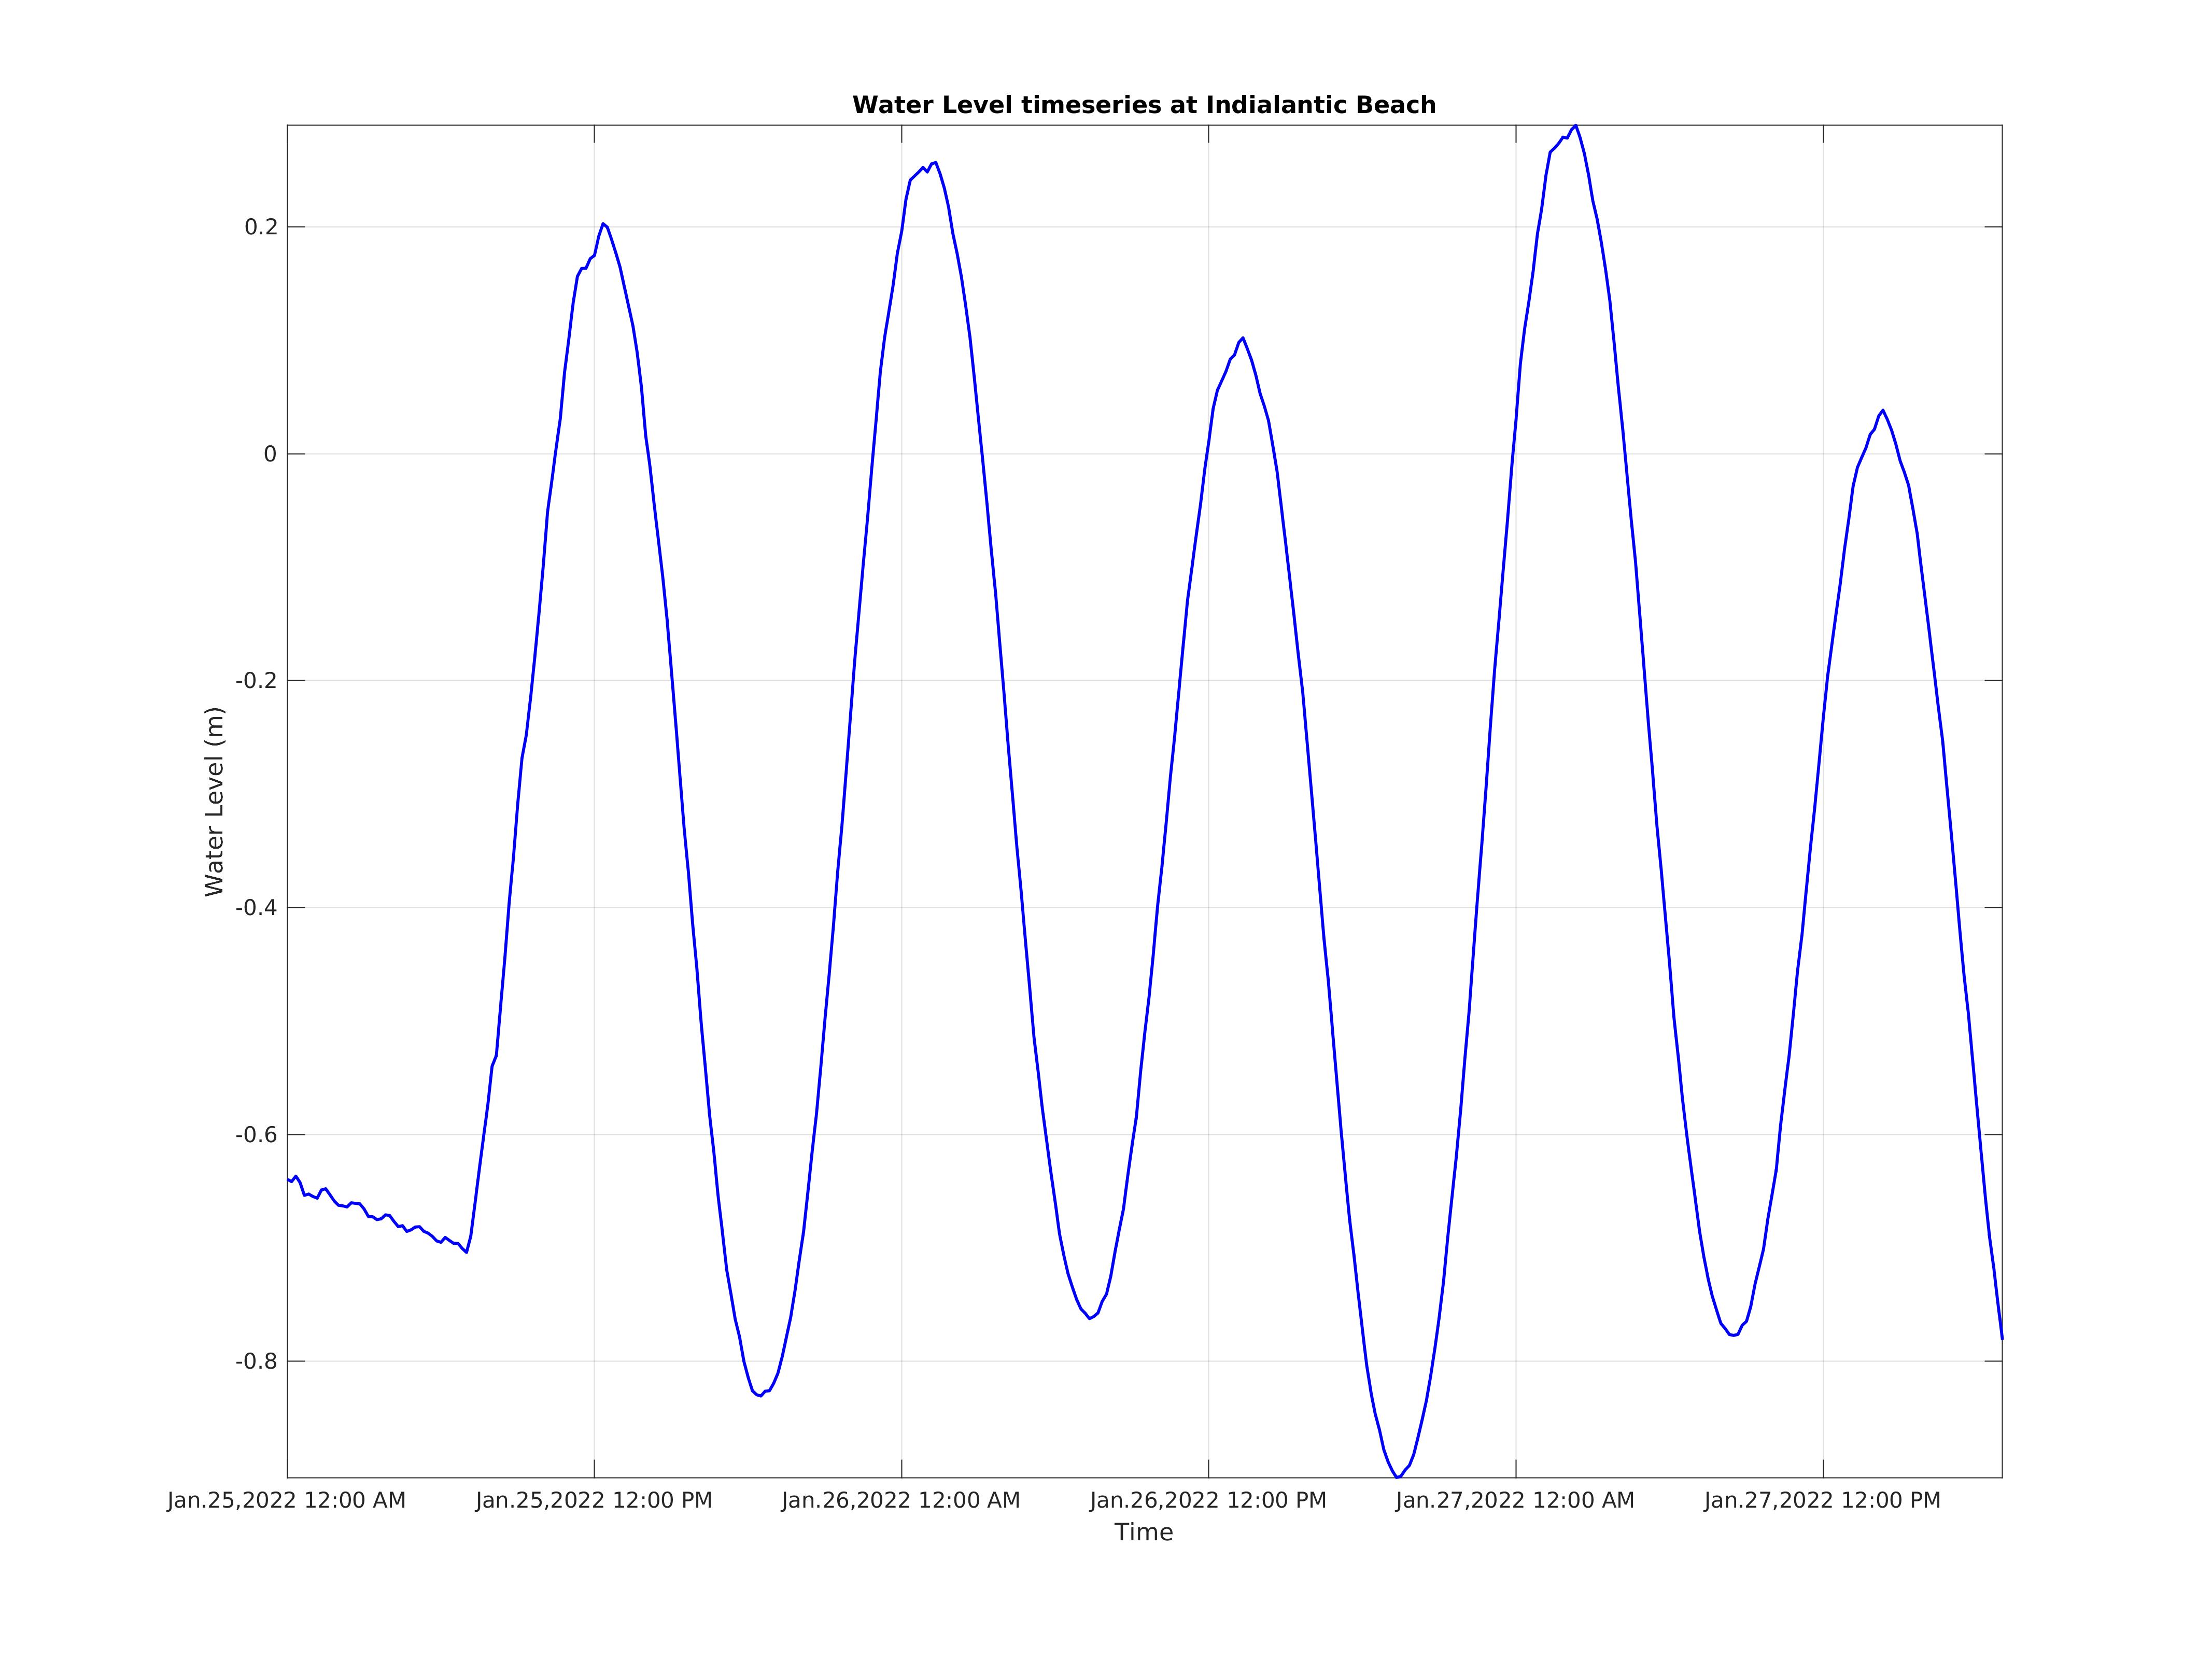 Water Level timeseries at Indialantic Beach
0.2
0
-0.2
-0.4
-0.6
-0.8
Water Level (m)
Jan.25,2022 12:00 AM
Jan.25,2022 12:00 PM
Jan.26,2022 12:00 AM
Jan.26,2022 12:00 PM
Jan.27,2022 12:00 AM
Jan.27,2022 12:00 PM
Time